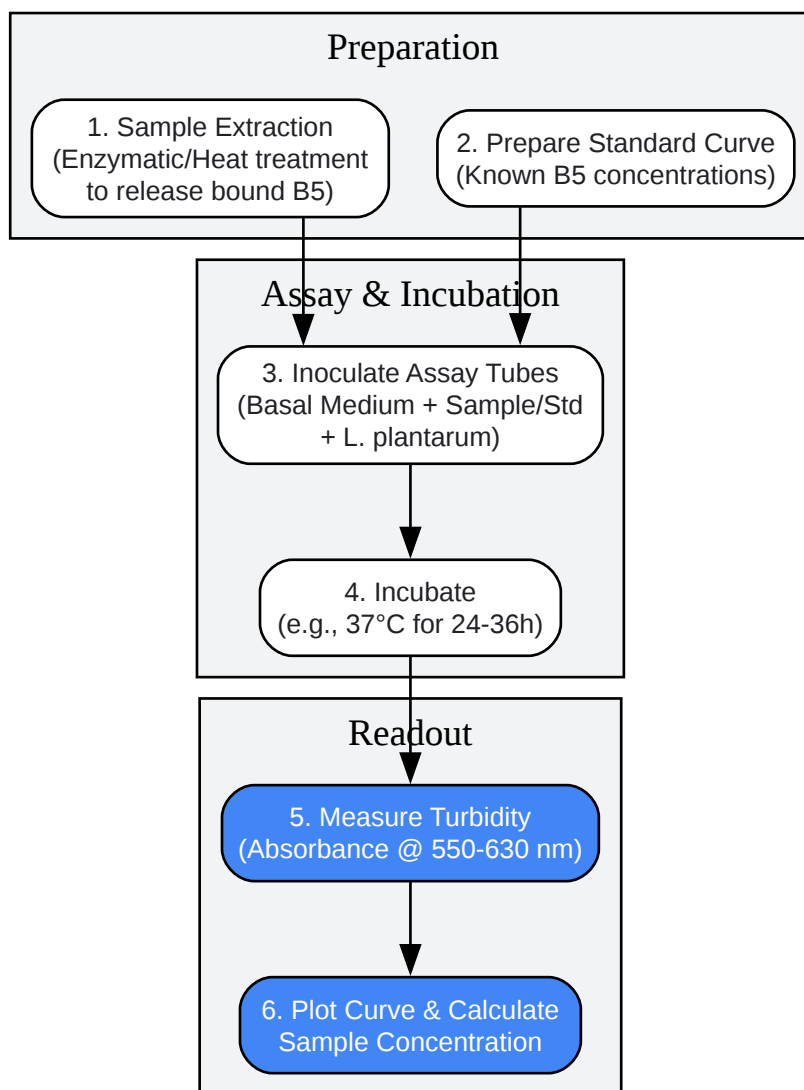 Preparation
1. Sample Extraction
(Enzymatic/Heat treatment
to release bound B5)
2. Prepare Standard Curve
(Known B5 concentrations)
Assay & Incubation
3. Inoculate Assay Tubes
(Basal Medium + Sample/Std
+ L. plantarum)
4. Incubate
(e.g., 37°C for 24-36h)
Readout
5. Measure Turbidity
(Absorbance @ 550-630 nm)
6. Plot Curve & Calculate
Sample Concentration